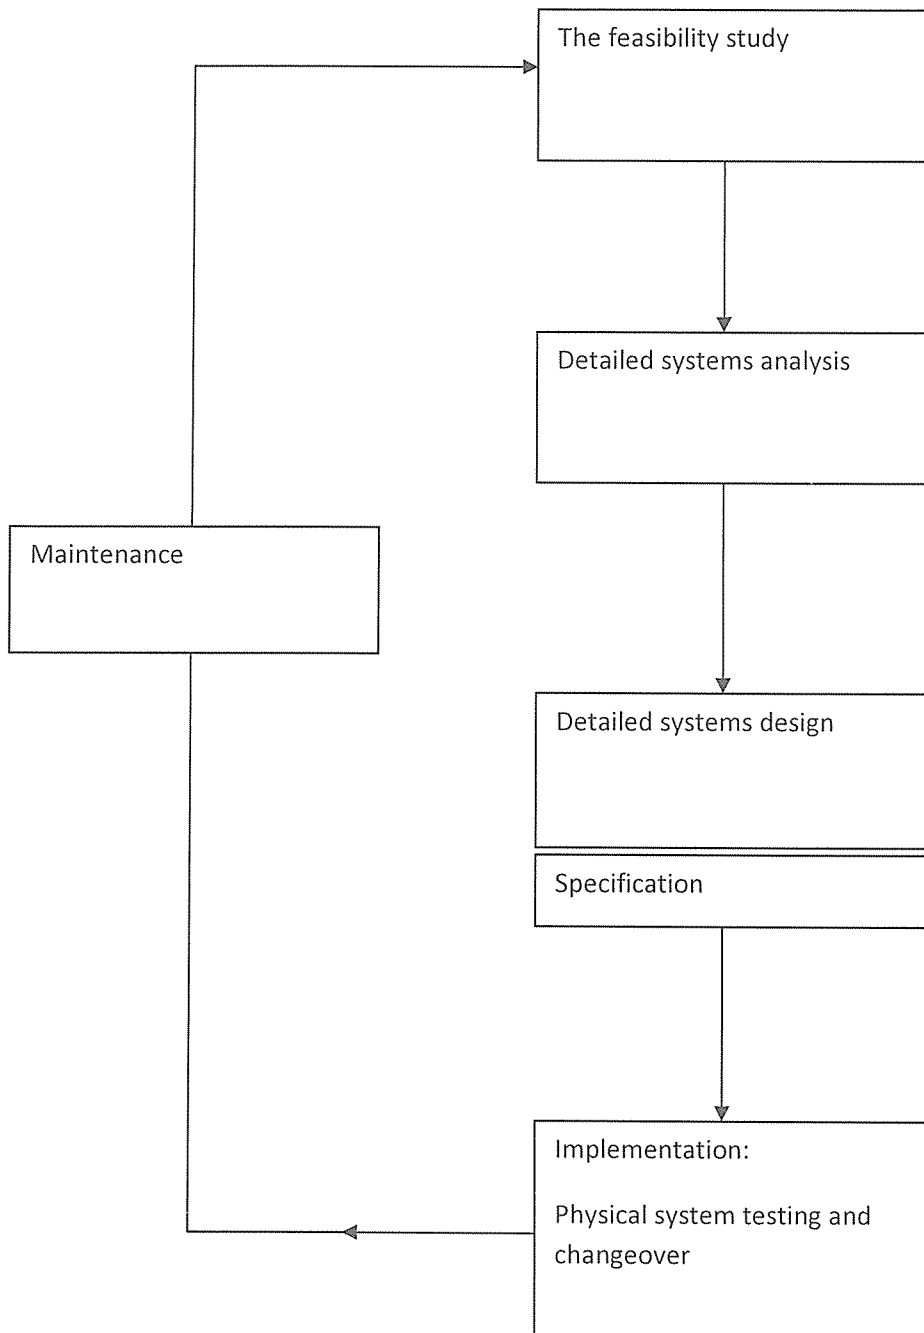 The feasibility study
Detailed systems analysis
Maintenance
Detailed systems design
Specification
Implementation:
Physical system testing and
changeover